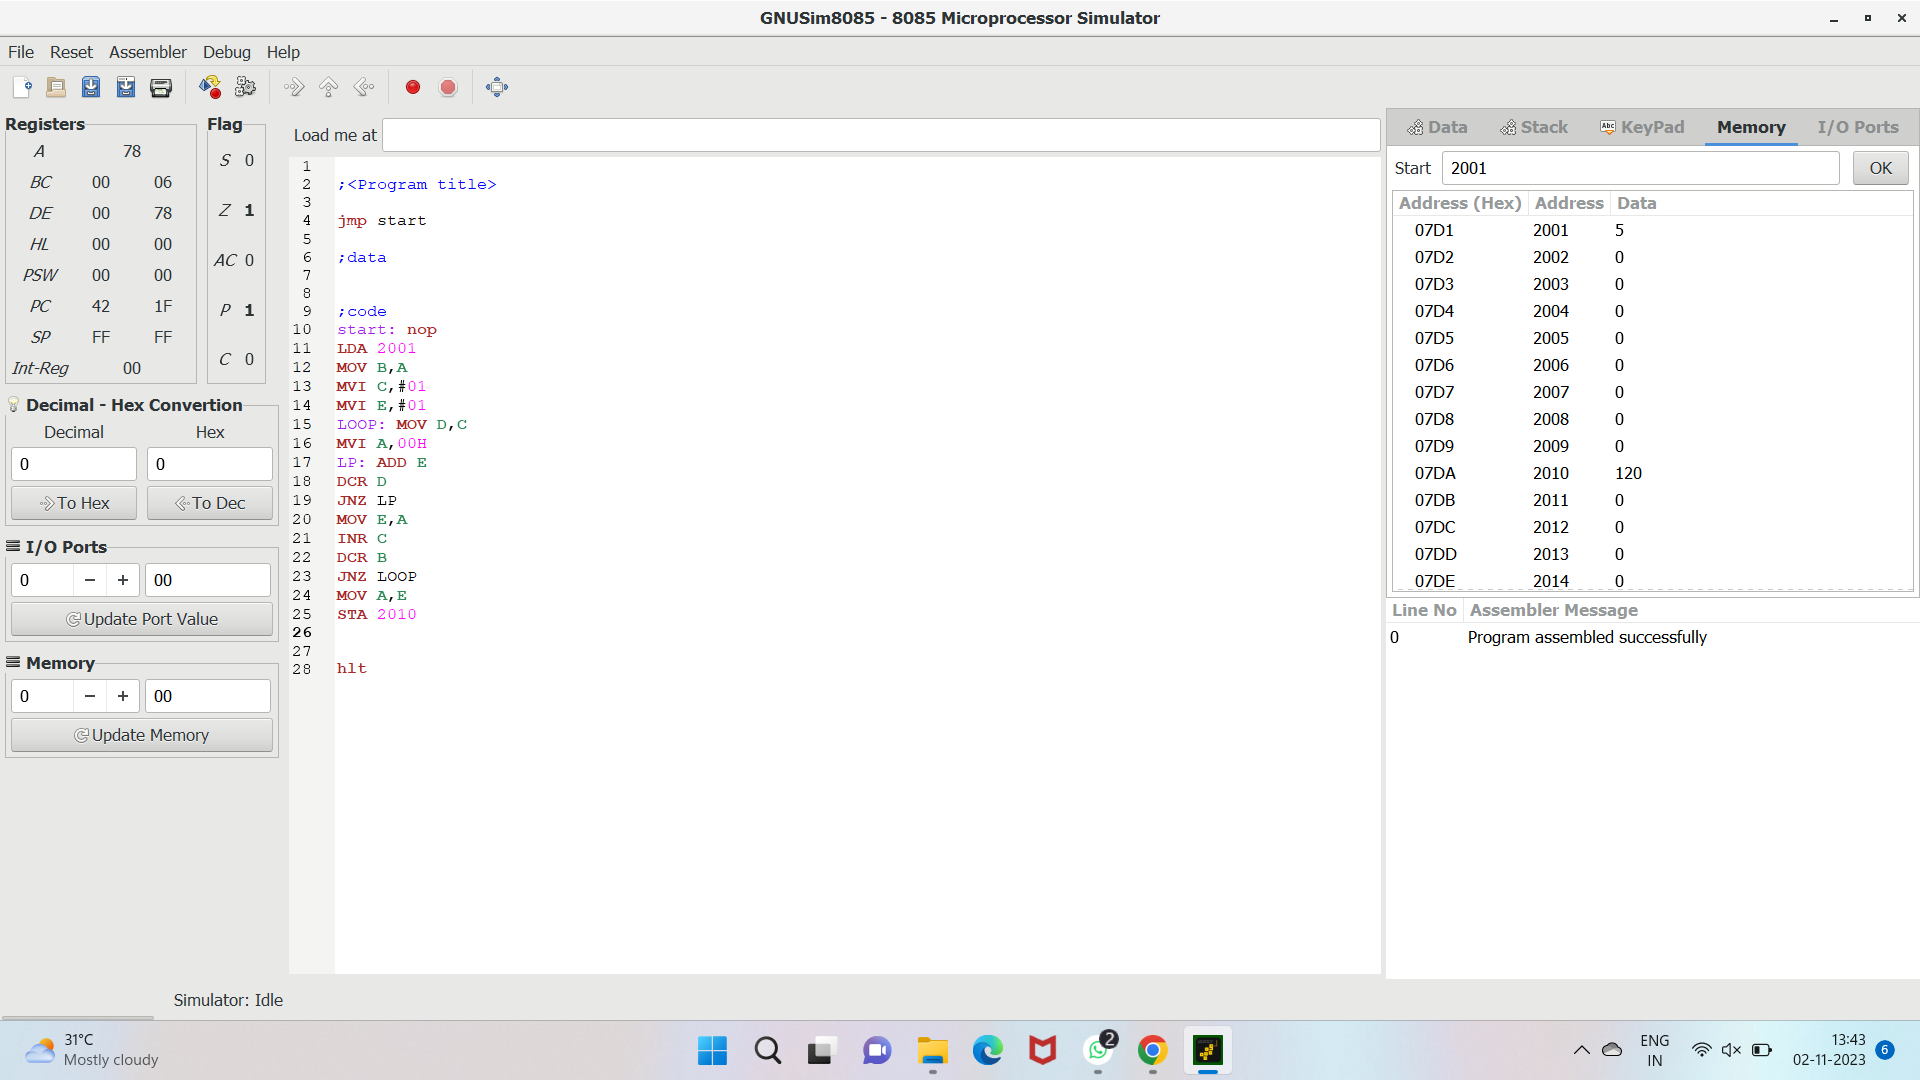 GNUSim8085 - 8085 Microprocessor Simulator
File Reset Assembler Debug Help
Registers
A 78
BC 00 06
DE 00 78
HL 00 00
PSW 00 00
PC 42 1F
SP FF FF
Int-Reg 00
Flag
S 0
Z 1
AC 0
P 1
C 0
Decimal - Hex Convertion
Decimal Hex
0 0
To Hex To Dec
I/O Ports
0 − + 00
Update Port Value
Memory
0 − + 00
Update Memory
Load me at
1
2 ;<Program title>
3
4 jmp start
5
6 ;data
7
8
9 ;code
10 start: nop
11 LDA 2001
12 MOV B,A
13 MVI C,#01
14 MVI E,#01
15 LOOP: MOV D,C
16 MVI A,00H
17 LP: ADD E
18 DCR D
19 JNZ LP
20 MOV E,A
21 INR C
22 DCR B
23 JNZ LOOP
24 MOV A,E
25 STA 2010
26
27
28 hlt
Data Stack Abc KeyPad Memory I/O Ports
Start 2001 OK
Address (Hex) Address Data
07D1 2001 5
07D2 2002 0
07D3 2003 0
07D4 2004 0
07D5 2005 0
07D6 2006 0
07D7 2007 0
07D8 2008 0
07D9 2009 0
07DA 2010 120
07DB 2011 0
07DC 2012 0
07DD 2013 0
07DE 2014 0
Line No Assembler Message
0 Program assembled successfully
Simulator: Idle
31°C
Mostly cloudy
2
ENG
IN
13:43
02-11-2023
6